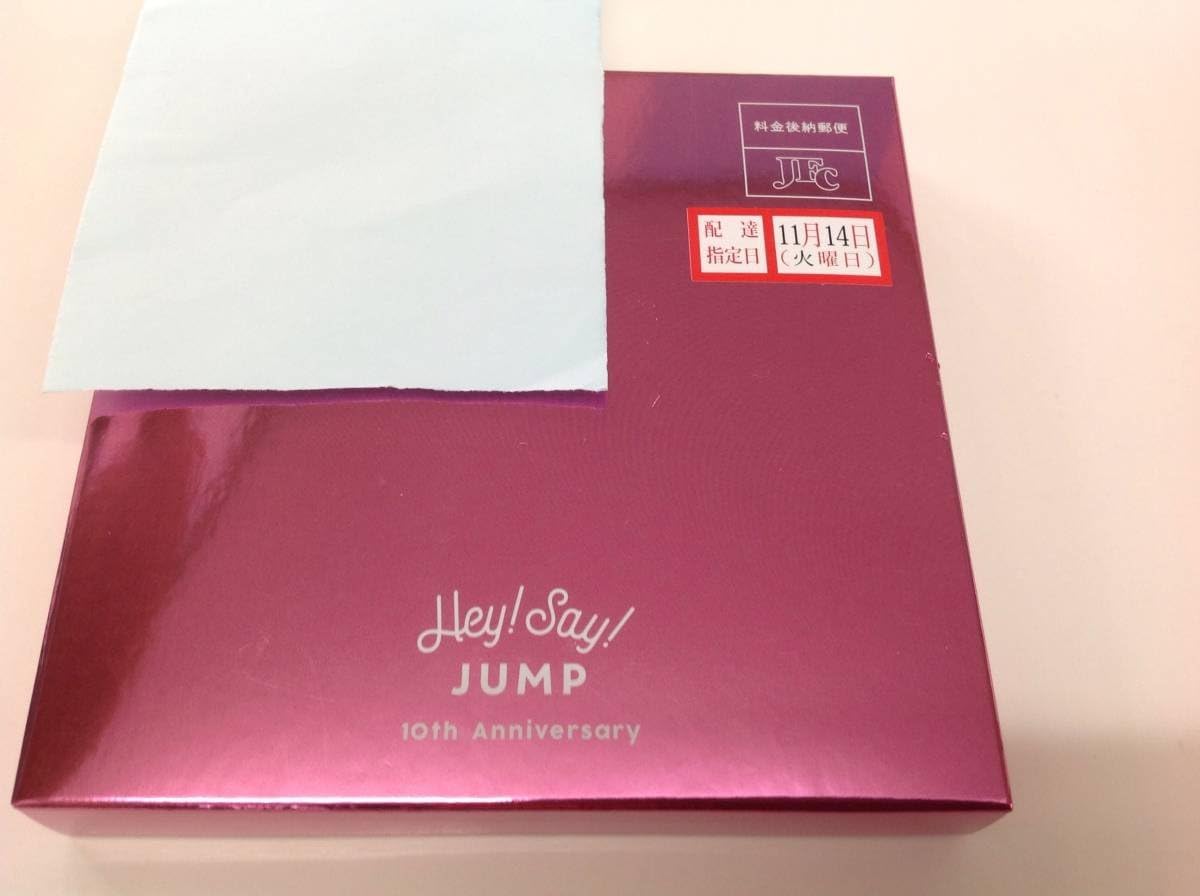 料金後納郵便
JFC
配達
指定日
11月14日
(火曜日)
Hey! Say!
JUMP
10th Anniversary